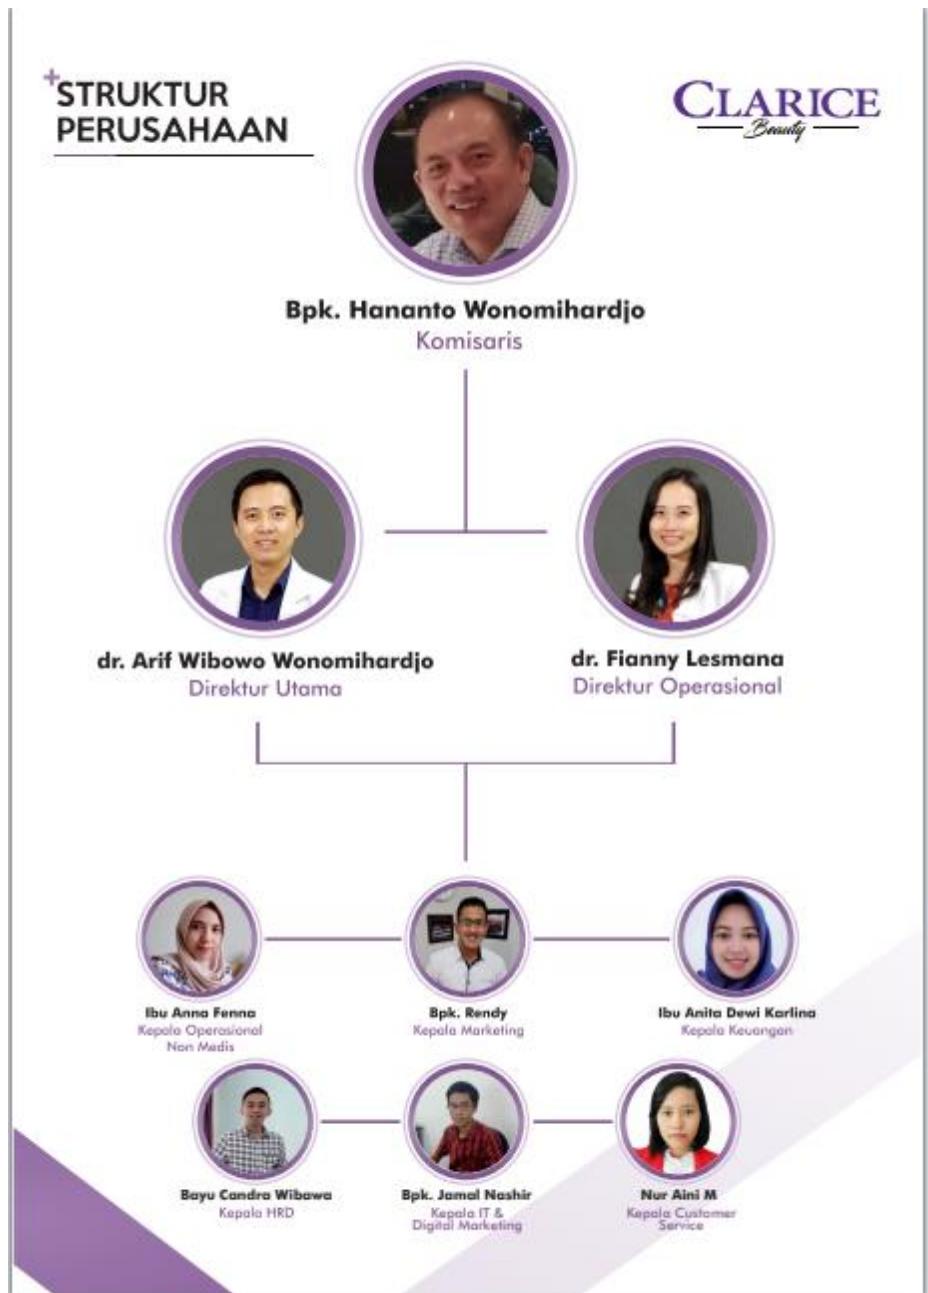 STRUKTUR
PERUSAHAAN
CLARICE
Beauty
Bpk. Hananto Wonomihardjo
Komisaris
dr. Arif Wibowo Wonomihardjo
Direktur Utama
dr. Fianny Lesmana
Direktur Operasional
Ibu Anna Fenna
Kepala Operasional
Non Medis
Bpk. Rendy
Kepala Marketing
Ibu Anita Dewi Karlina
Kepala Keuangan
Bayu Candra Wibawa
Kepala HRD
Bpk. Jamal Nashir
Kepala IT &
Digital Marketing
Nur Aini M
Kepala Customer
Service